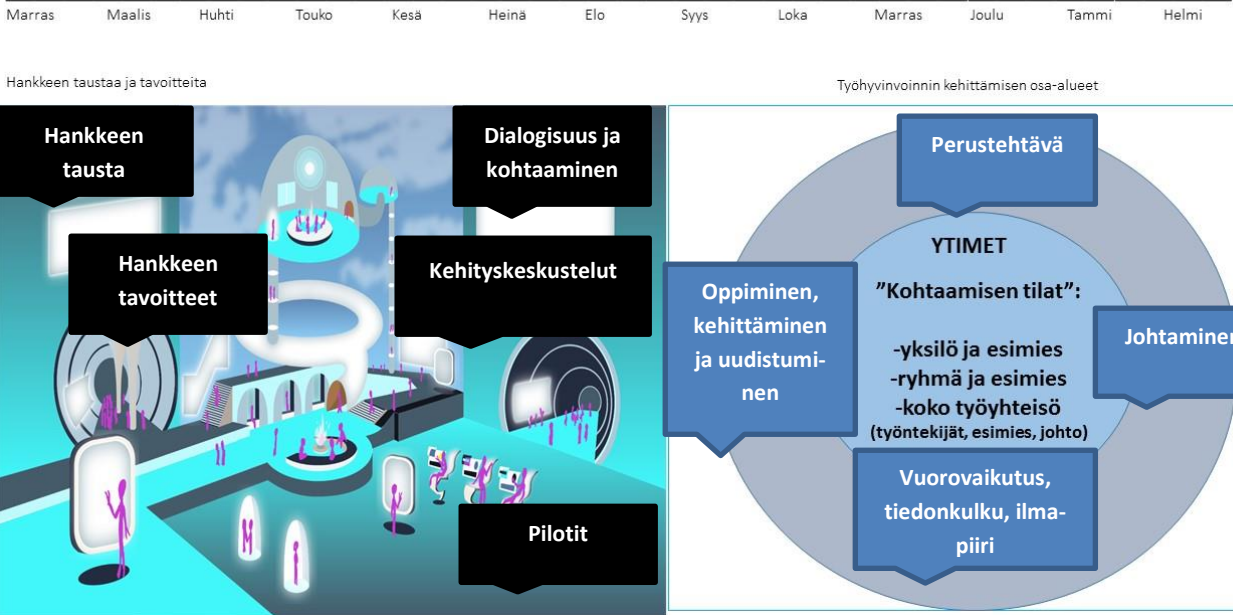 Marras Maalis Huhti Touko Kesä Heinä Elo Syys Loka Marras Joulu Tammi Helmi
Hankkeen taustaa ja tavoitteita
Työhyvinvoinnin kehittämisen osa-alueet
Hankkeen
tausta
Dialogisuus ja
kohtaaminen
Hankkeen
tavoitteet
Kehityskeskustelut
Pilotit
Perustehtävä
YTIMET
"Kohtaamisen tilat":
-yksilö ja esimies
-ryhmä ja esimies
-koko työyhteisö
(työntekijät, esimies, johto)
Oppiminen,
kehittäminen
ja uudistumi-
nen
Johtaminen
Vuorovaikutus,
tiedonkulku, ilma-
piiri